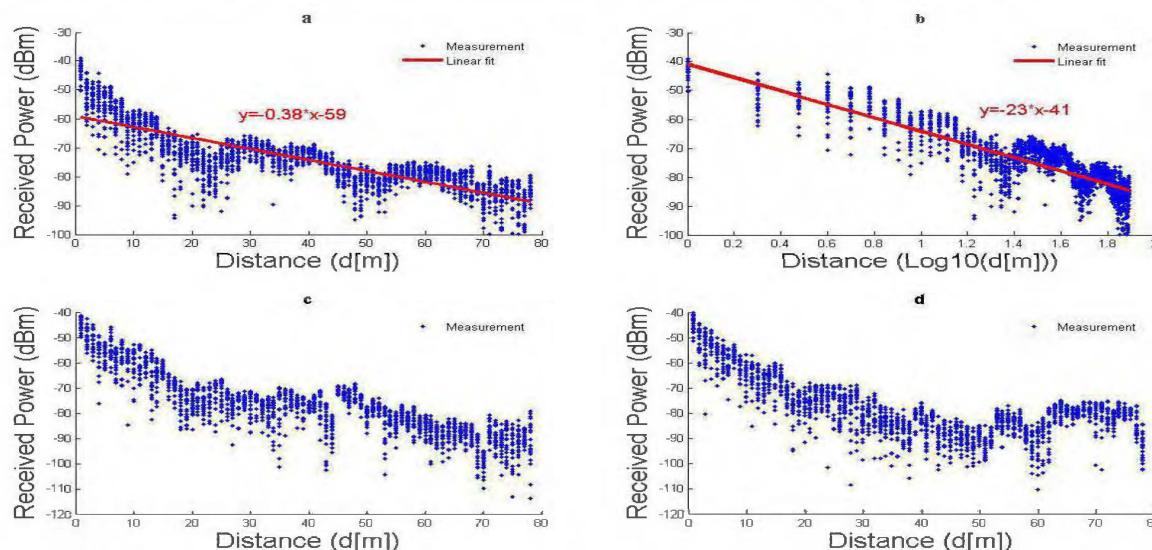 a
Received Power (dBm)
-30
-40
-50
-60
-70
-80
-90
-100
0 10 20 30 40 50 60 70 80
Distance (d[m])
Measurement
Linear fit
y=-0.38*x-59
b
Received Power (dBm)
-30
-40
-50
-60
-70
-80
-90
-100
0 0.2 0.4 0.6 0.8 1 1.2 1.4 1.6 1.8
Distance (Log10(d[m]))
Measurement
Linear fit
y=-23*x-41
c
Received Power (dBm)
-40
-50
-60
-70
-80
-90
-100
-110
-120
0 10 20 30 40 50 60 70 80
Distance (d[m])
Measurement
d
Received Power (dBm)
-40
-50
-60
-70
-80
-90
-100
-110
-120
0 10 20 30 40 50 60 70
Distance (d[m])
Measurement